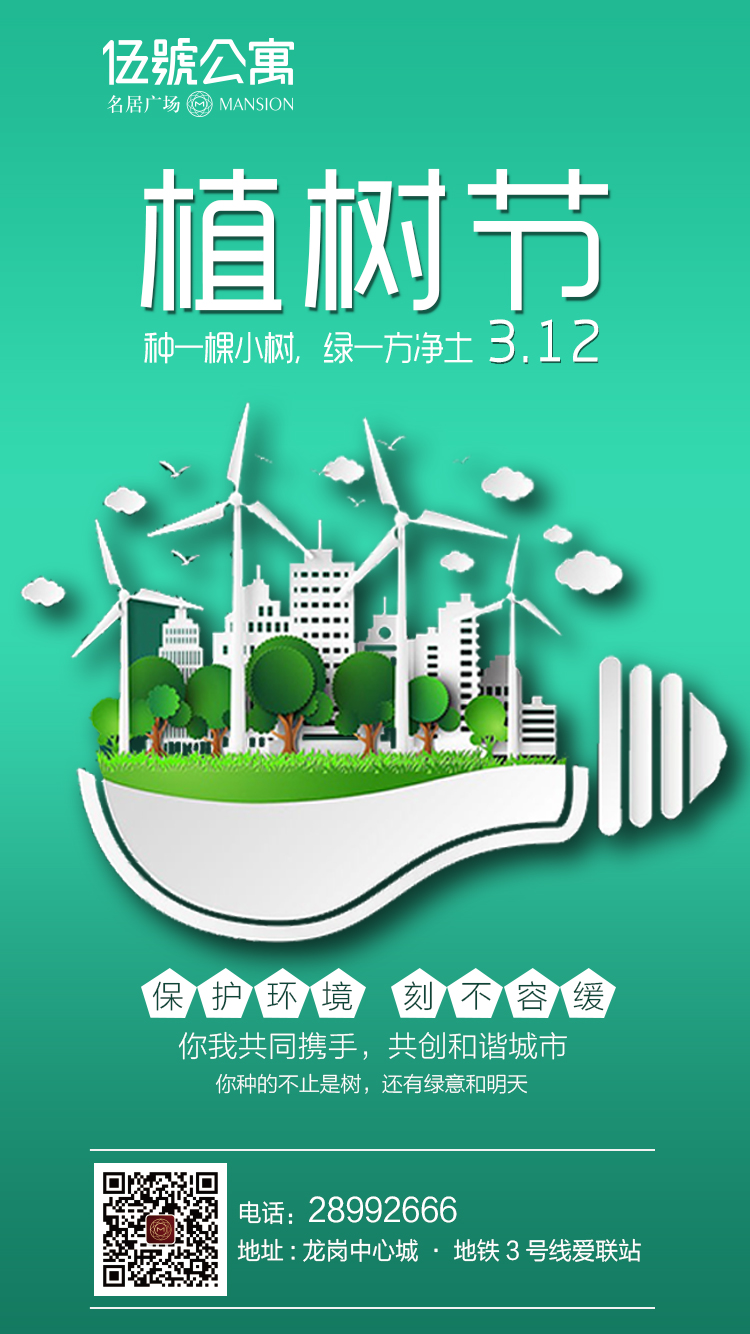 伍號公寓
名居广场 MANSION
植树节
种一棵小树, 绿一方净土 3.12
保护环境 刻不容缓
你我共同携手，共创和谐城市
你种的不止是树，还有绿意和明天
电话：28992666
地址：龙岗中心城 · 地铁 3 号线爱联站